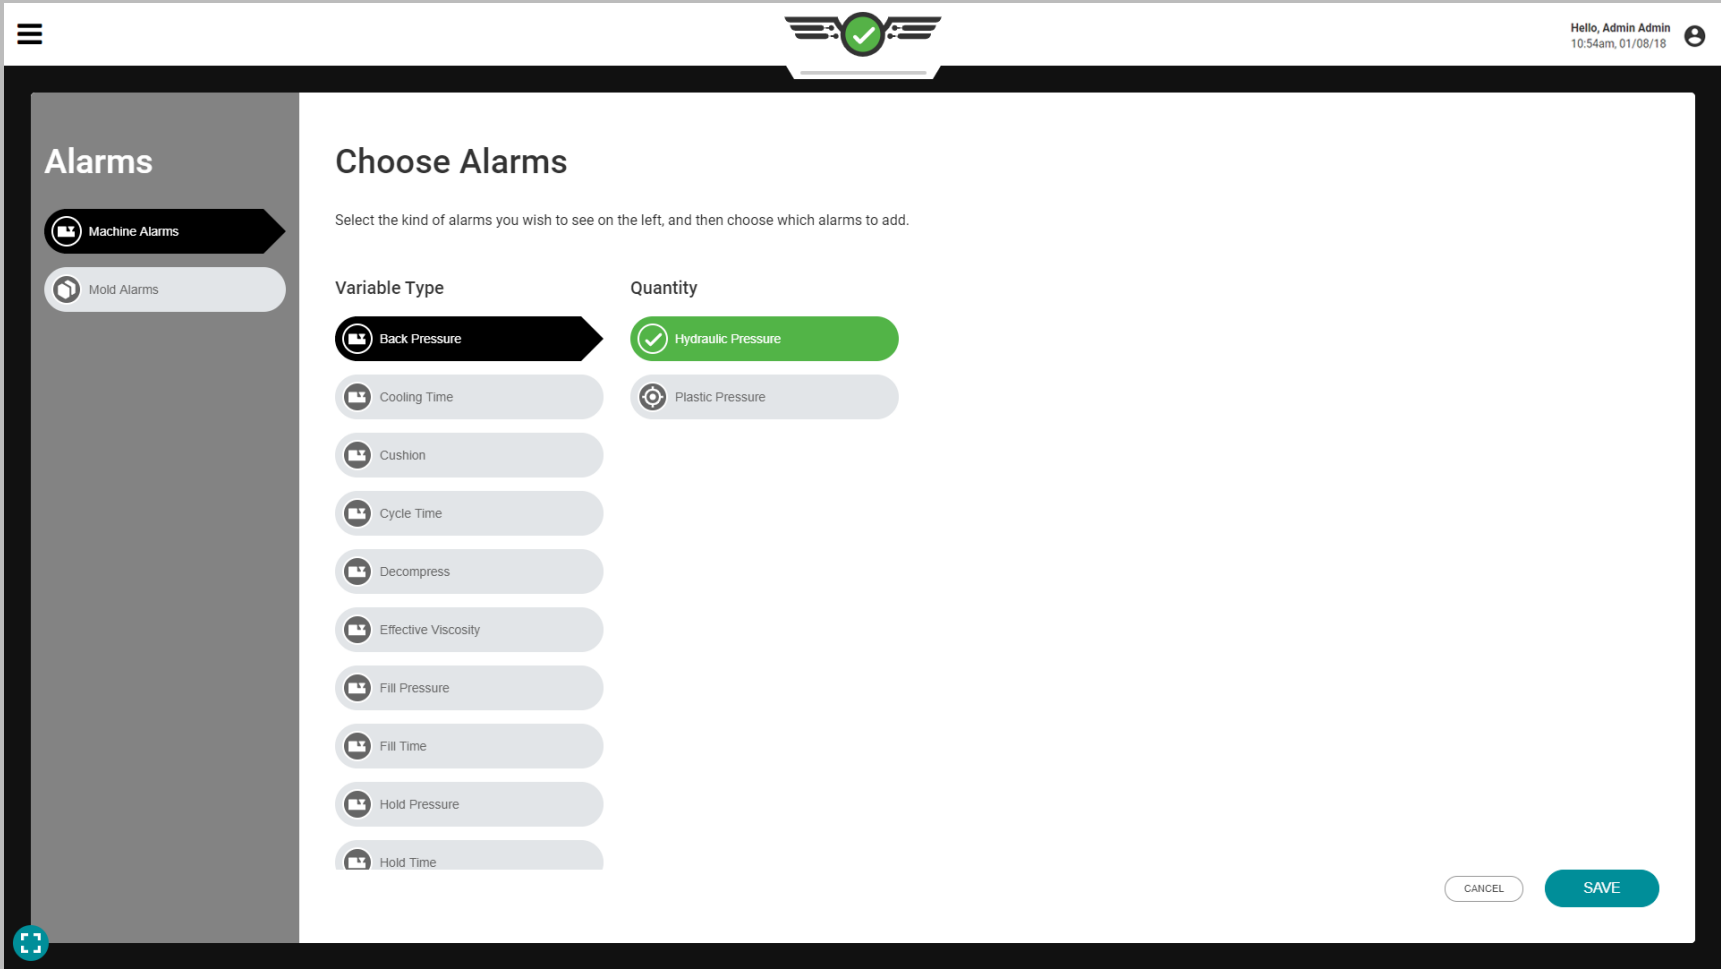 Hello, Admin Admin
10:54am, 01/08/18
Alarms
Machine Alarms
Mold Alarms
Choose Alarms
Select the kind of alarms you wish to see on the left, and then choose which alarms to add.
Variable Type
Back Pressure
Cooling Time
Cushion
Cycle Time
Decompress
Effective Viscosity
Fill Pressure
Fill Time
Hold Pressure
Hold Time
Quantity
Hydraulic Pressure
Plastic Pressure
CANCEL
SAVE